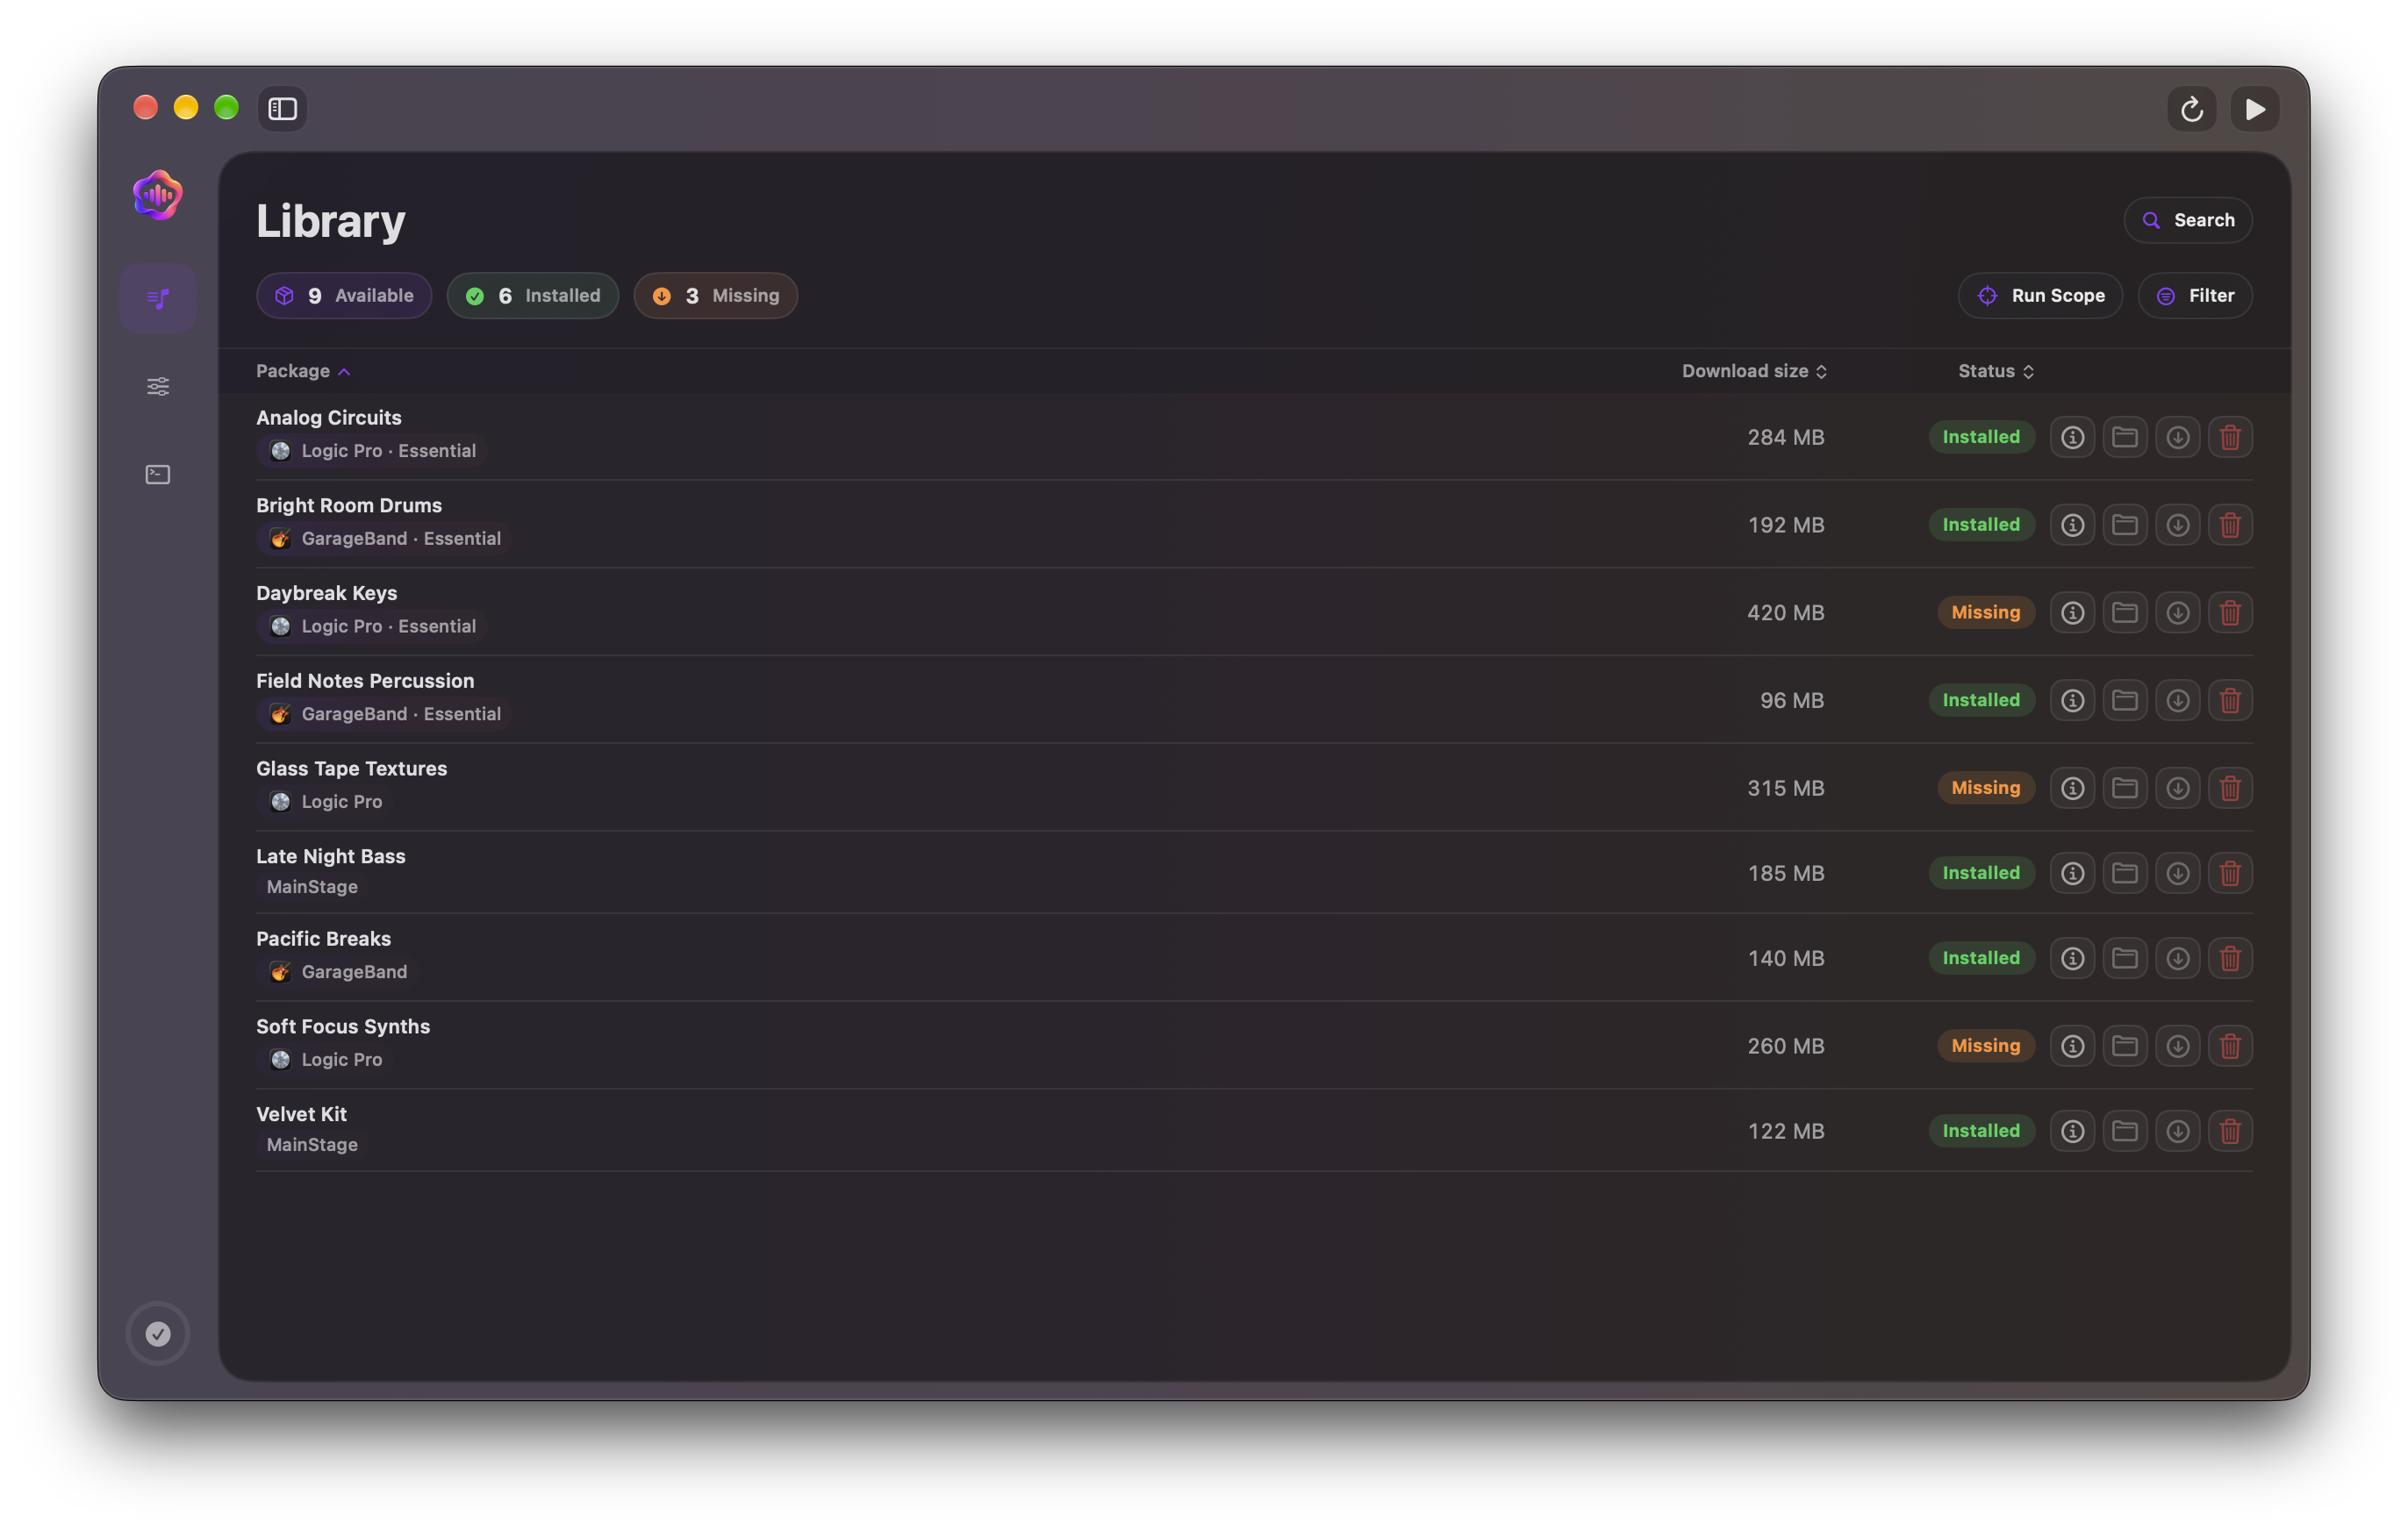 Library
Search
9 Available
6 Installed
3 Missing
Run Scope
Filter
Package
Download size
Status
Analog Circuits
Logic Pro · Essential
284 MB
Installed
Bright Room Drums
GarageBand · Essential
192 MB
Installed
Daybreak Keys
Logic Pro · Essential
420 MB
Missing
Field Notes Percussion
GarageBand · Essential
96 MB
Installed
Glass Tape Textures
Logic Pro
315 MB
Missing
Late Night Bass
MainStage
185 MB
Installed
Pacific Breaks
GarageBand
140 MB
Installed
Soft Focus Synths
Logic Pro
260 MB
Missing
Velvet Kit
MainStage
122 MB
Installed